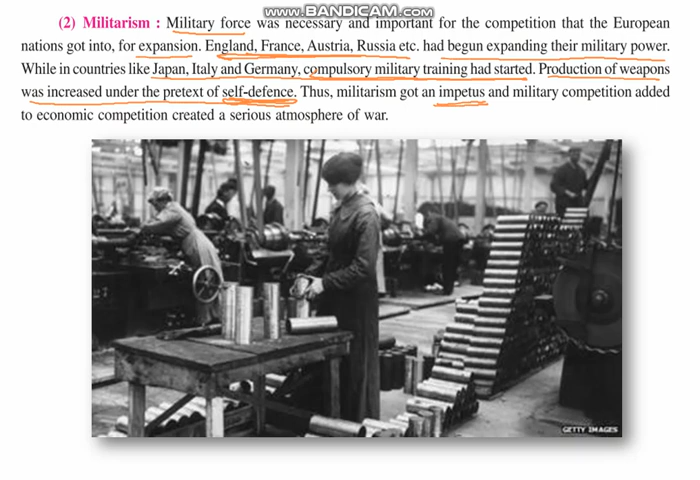 www.BANDICAM.com
(2) Militarism : Military force was necessary and important for the competition that the European
nations got into, for expansion. England, France, Austria, Russia etc. had begun expanding their military power.
While in countries like Japan, Italy and Germany, compulsory military training had started. Production of weapons
was increased under the pretext of self-defence. Thus, militarism got an impetus and military competition added
to economic competition created a serious atmosphere of war.
GETTY IMAGES